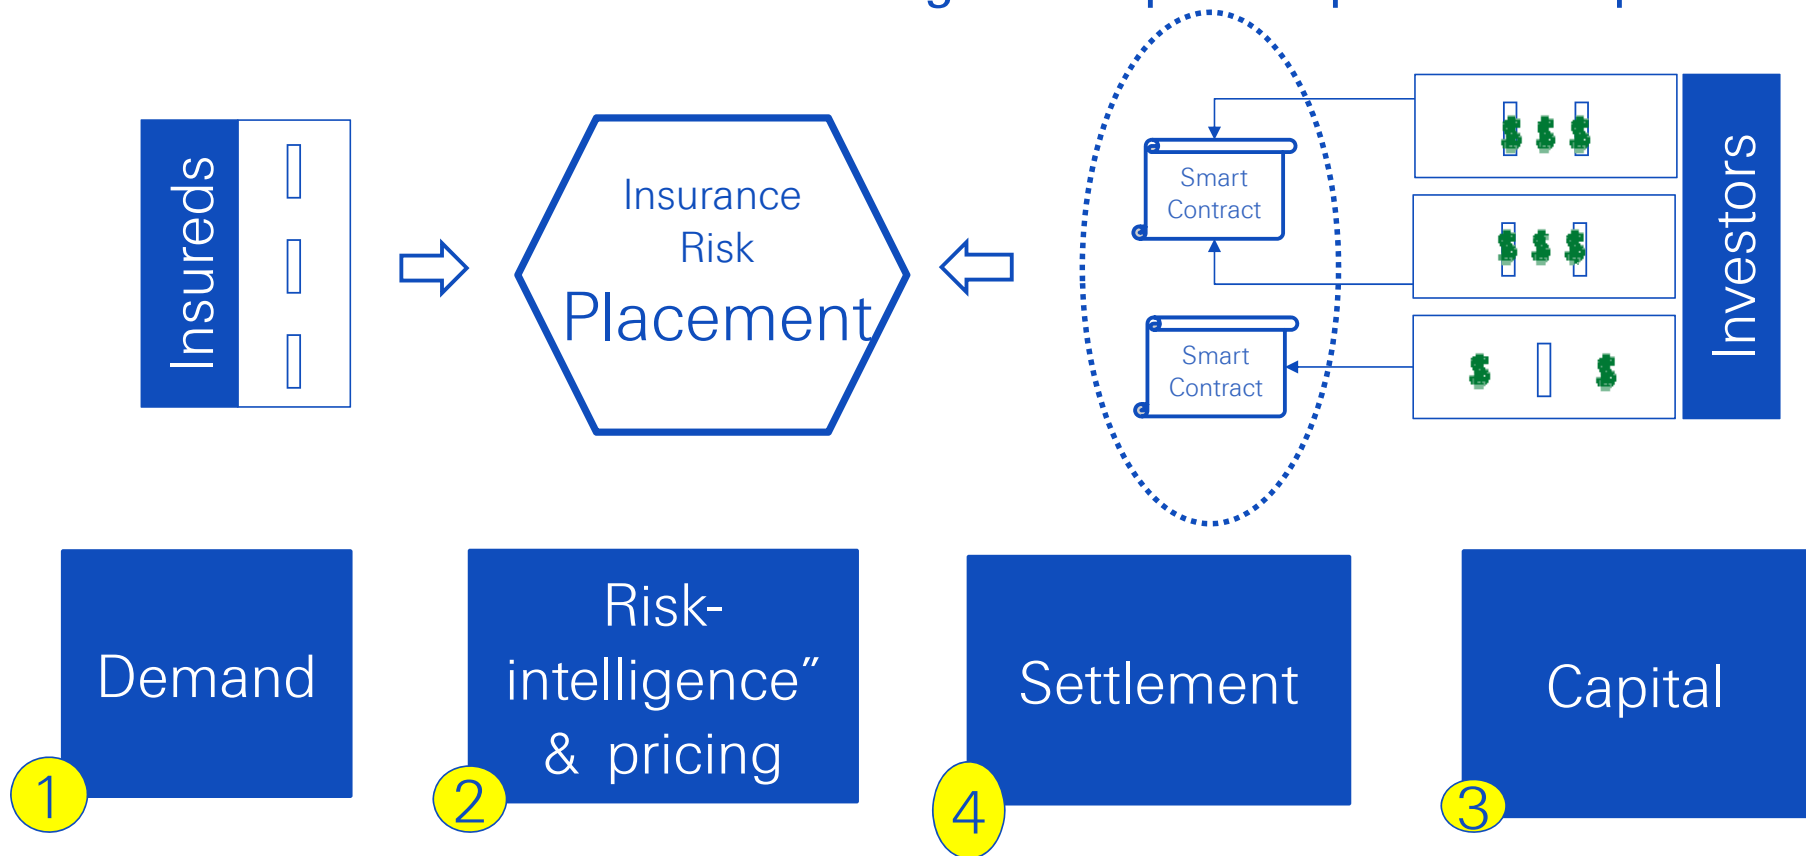 Insureds
Insurance
Risk
Placement
Smart
Contract
Smart
Contract
$ $ $
$ $ $
$ $
Investors
Demand
1
Risk-
intelligence”
& pricing
2
Settlement
4
Capital
3